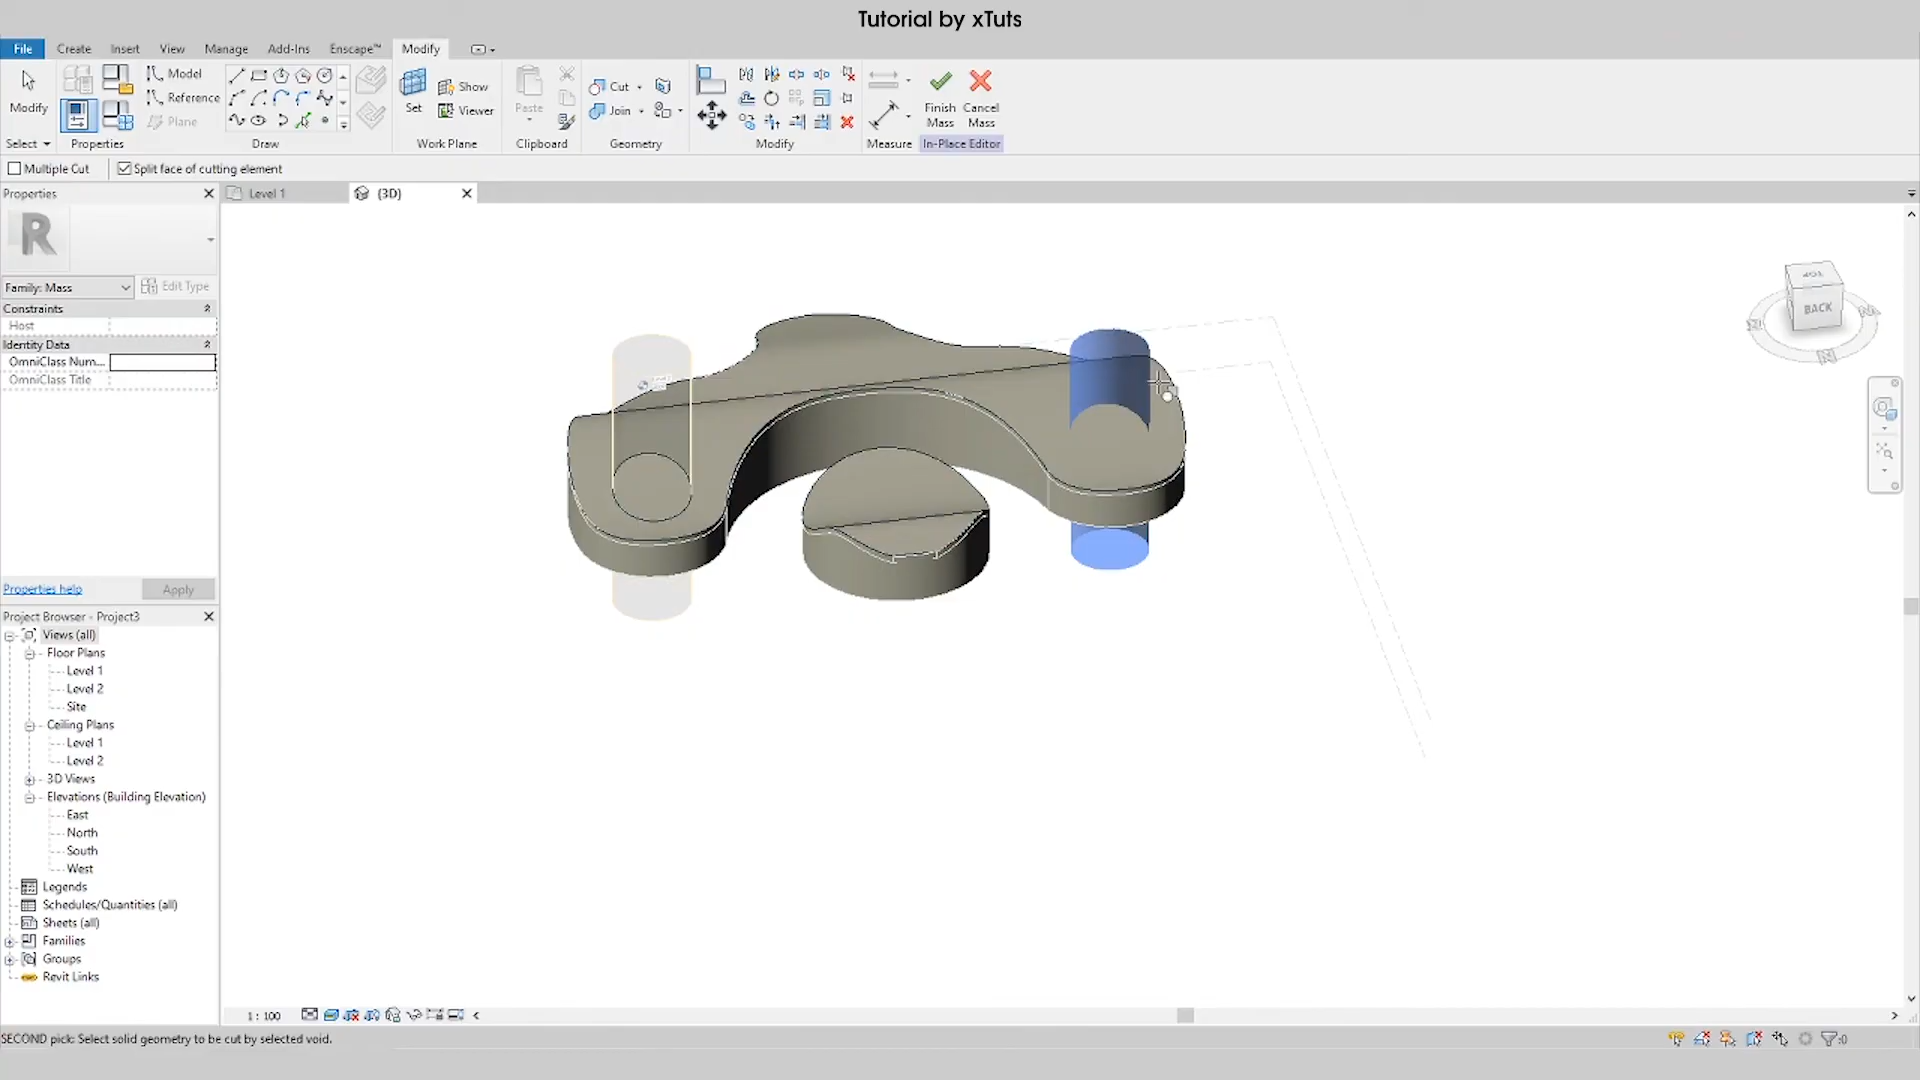 Tutorial by xTuts
File Create Insert View Manage Add-Ins Enscape™ Modify
Modify
Select
Properties
Model
Reference
Plane
Draw
Set
Show
Viewer
Work Plane
Paste
Clipboard
Cut
Join
Geometry
Modify
Measure
Finish Mass
Cancel Mass
In-Place Editor
Multiple Cut Split face of cutting element
Properties
Level 1
(3D)
R
Family: Mass Edit Type
Constraints
Host
Identity Data
OmniClass Num...
OmniClass Title
Properties help Apply
Project Browser - Project3
Views (all)
Floor Plans
Level 1
Level 2
Site
Ceiling Plans
Level 1
Level 2
3D Views
Elevations (Building Elevation)
East
North
South
West
Legends
Schedules/Quantities (all)
Sheets (all)
Families
Groups
Revit Links
TOP
BACK
N
1 : 100
SECOND pick: Select solid geometry to be cut by selected void.
:0